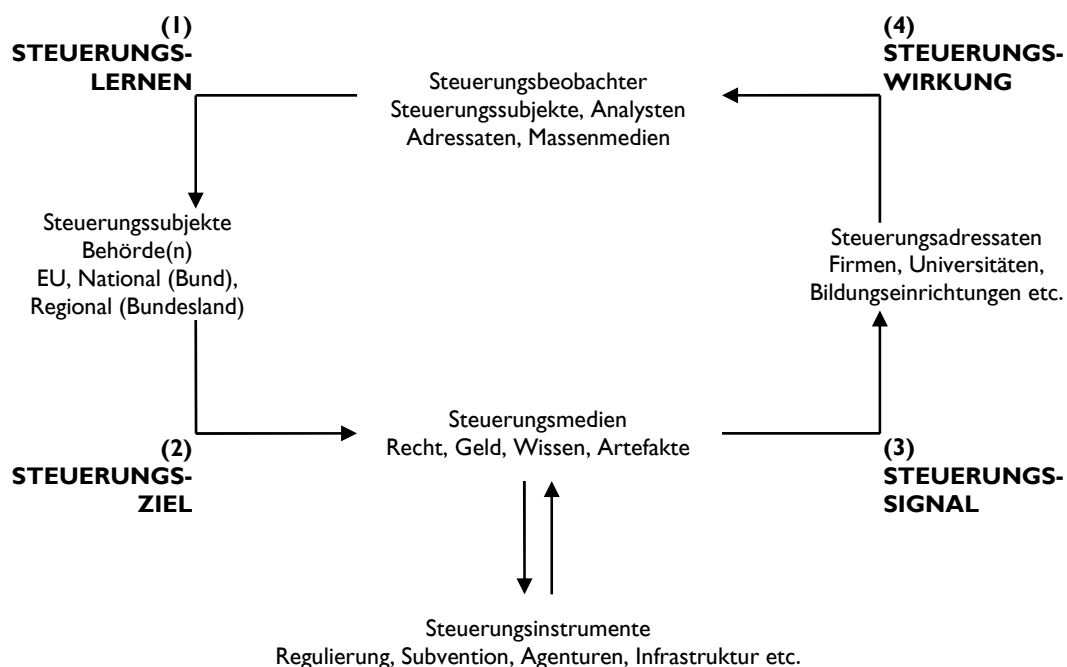 (1)
STEUERUNGS-
LERNEN
(4)
STEUERUNGS-
WIRKUNG
Steuerungsbeobachter
Steuerungssubjekte, Analysten
Adressaten, Massenmedien
Steuerungssubjekte
Behörde(n)
EU, National (Bund),
Regional (Bundesland)
Steuerungsadressaten
Firmen, Universitäten,
Bildungseinrichtungen etc.
Steuerungsmedien
Recht, Geld, Wissen, Artefakte
(2)
STEUERUNGS-
ZIEL
(3)
STEUERUNGS-
SIGNAL
Steuerungsinstrumente
Regulierung, Subvention, Agenturen, Infrastruktur etc.